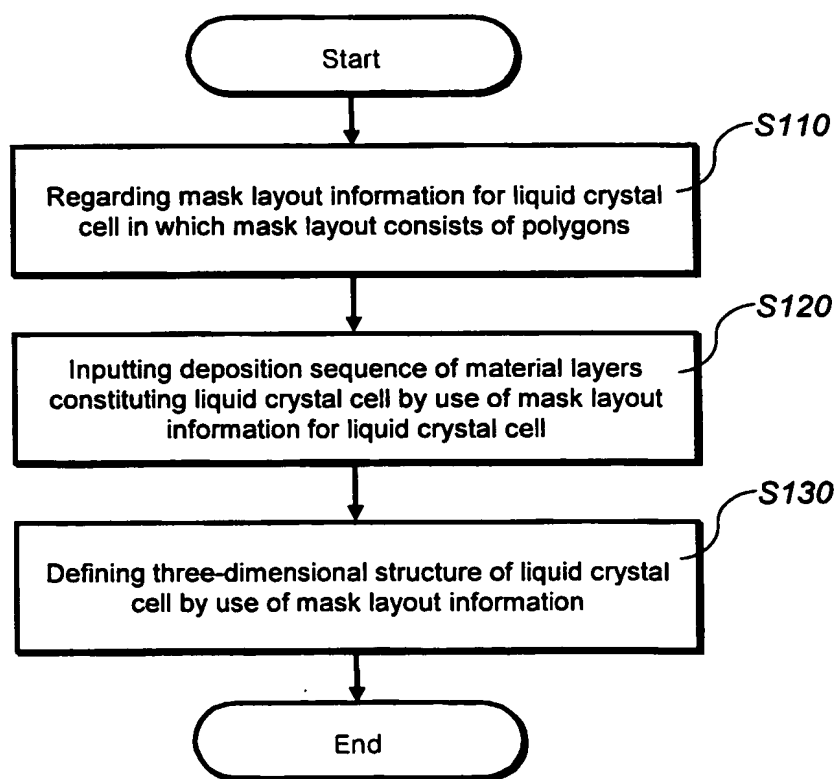 Start
S110
Regarding mask layout information for liquid crystal
cell in which mask layout consists of polygons
S120
Inputting deposition sequence of material layers
constituting liquid crystal cell by use of mask layout
information for liquid crystal cell
S130
Defining three-dimensional structure of liquid crystal
cell by use of mask layout information
End